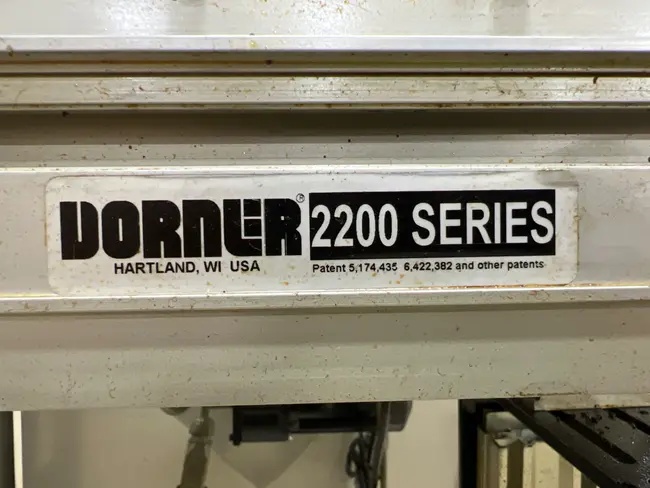 DORNER® 2200 SERIES
HARTLAND, WI USA
Patent 5,174,435 6,422,382 and other patents